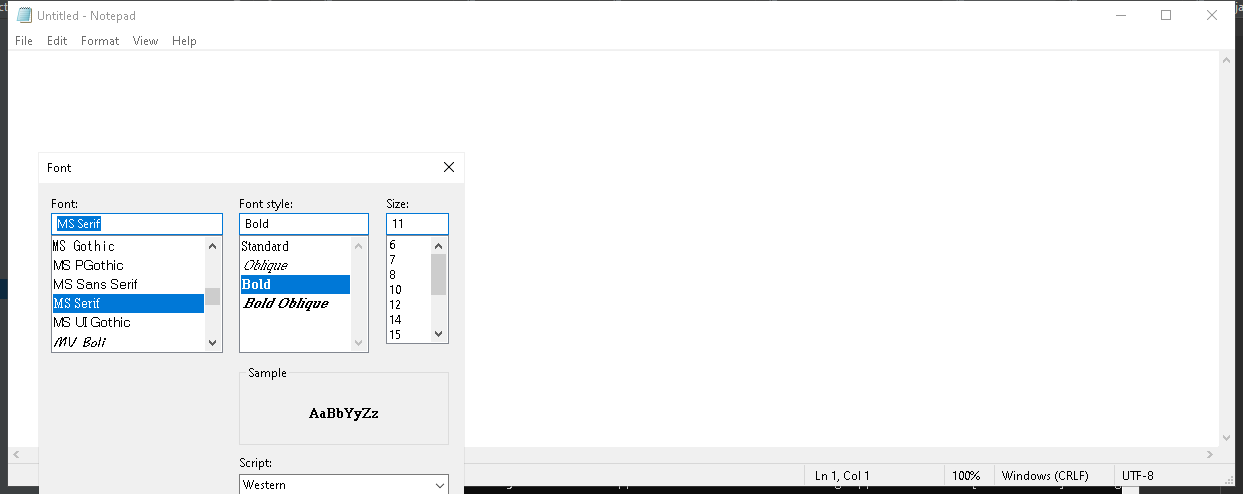 Untitled - Notepad
File Edit Format View Help
Font
Font: Font style: Size:
MS Serif Bold 11
MS Gothic
MS PGothic
MS Sans Serif
MS Serif
MS UI Gothic
MV Boli
Standard
Oblique
Bold
Bold Oblique
6
7
8
10
12
14
15
Sample
AaBbYyZz
Script:
Western
Ln 1, Col 1 100% Windows (CRLF) UTF-8